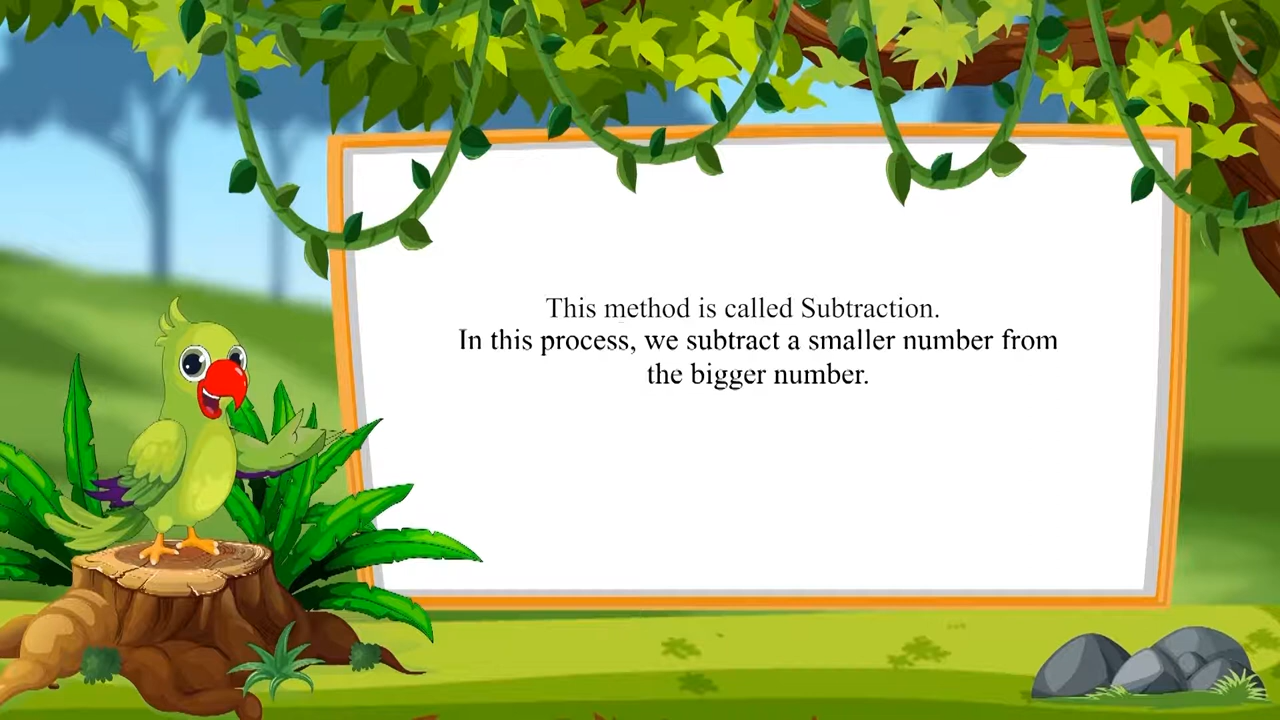 This method is called Subtraction.
In this process, we subtract a smaller number from
the bigger number.